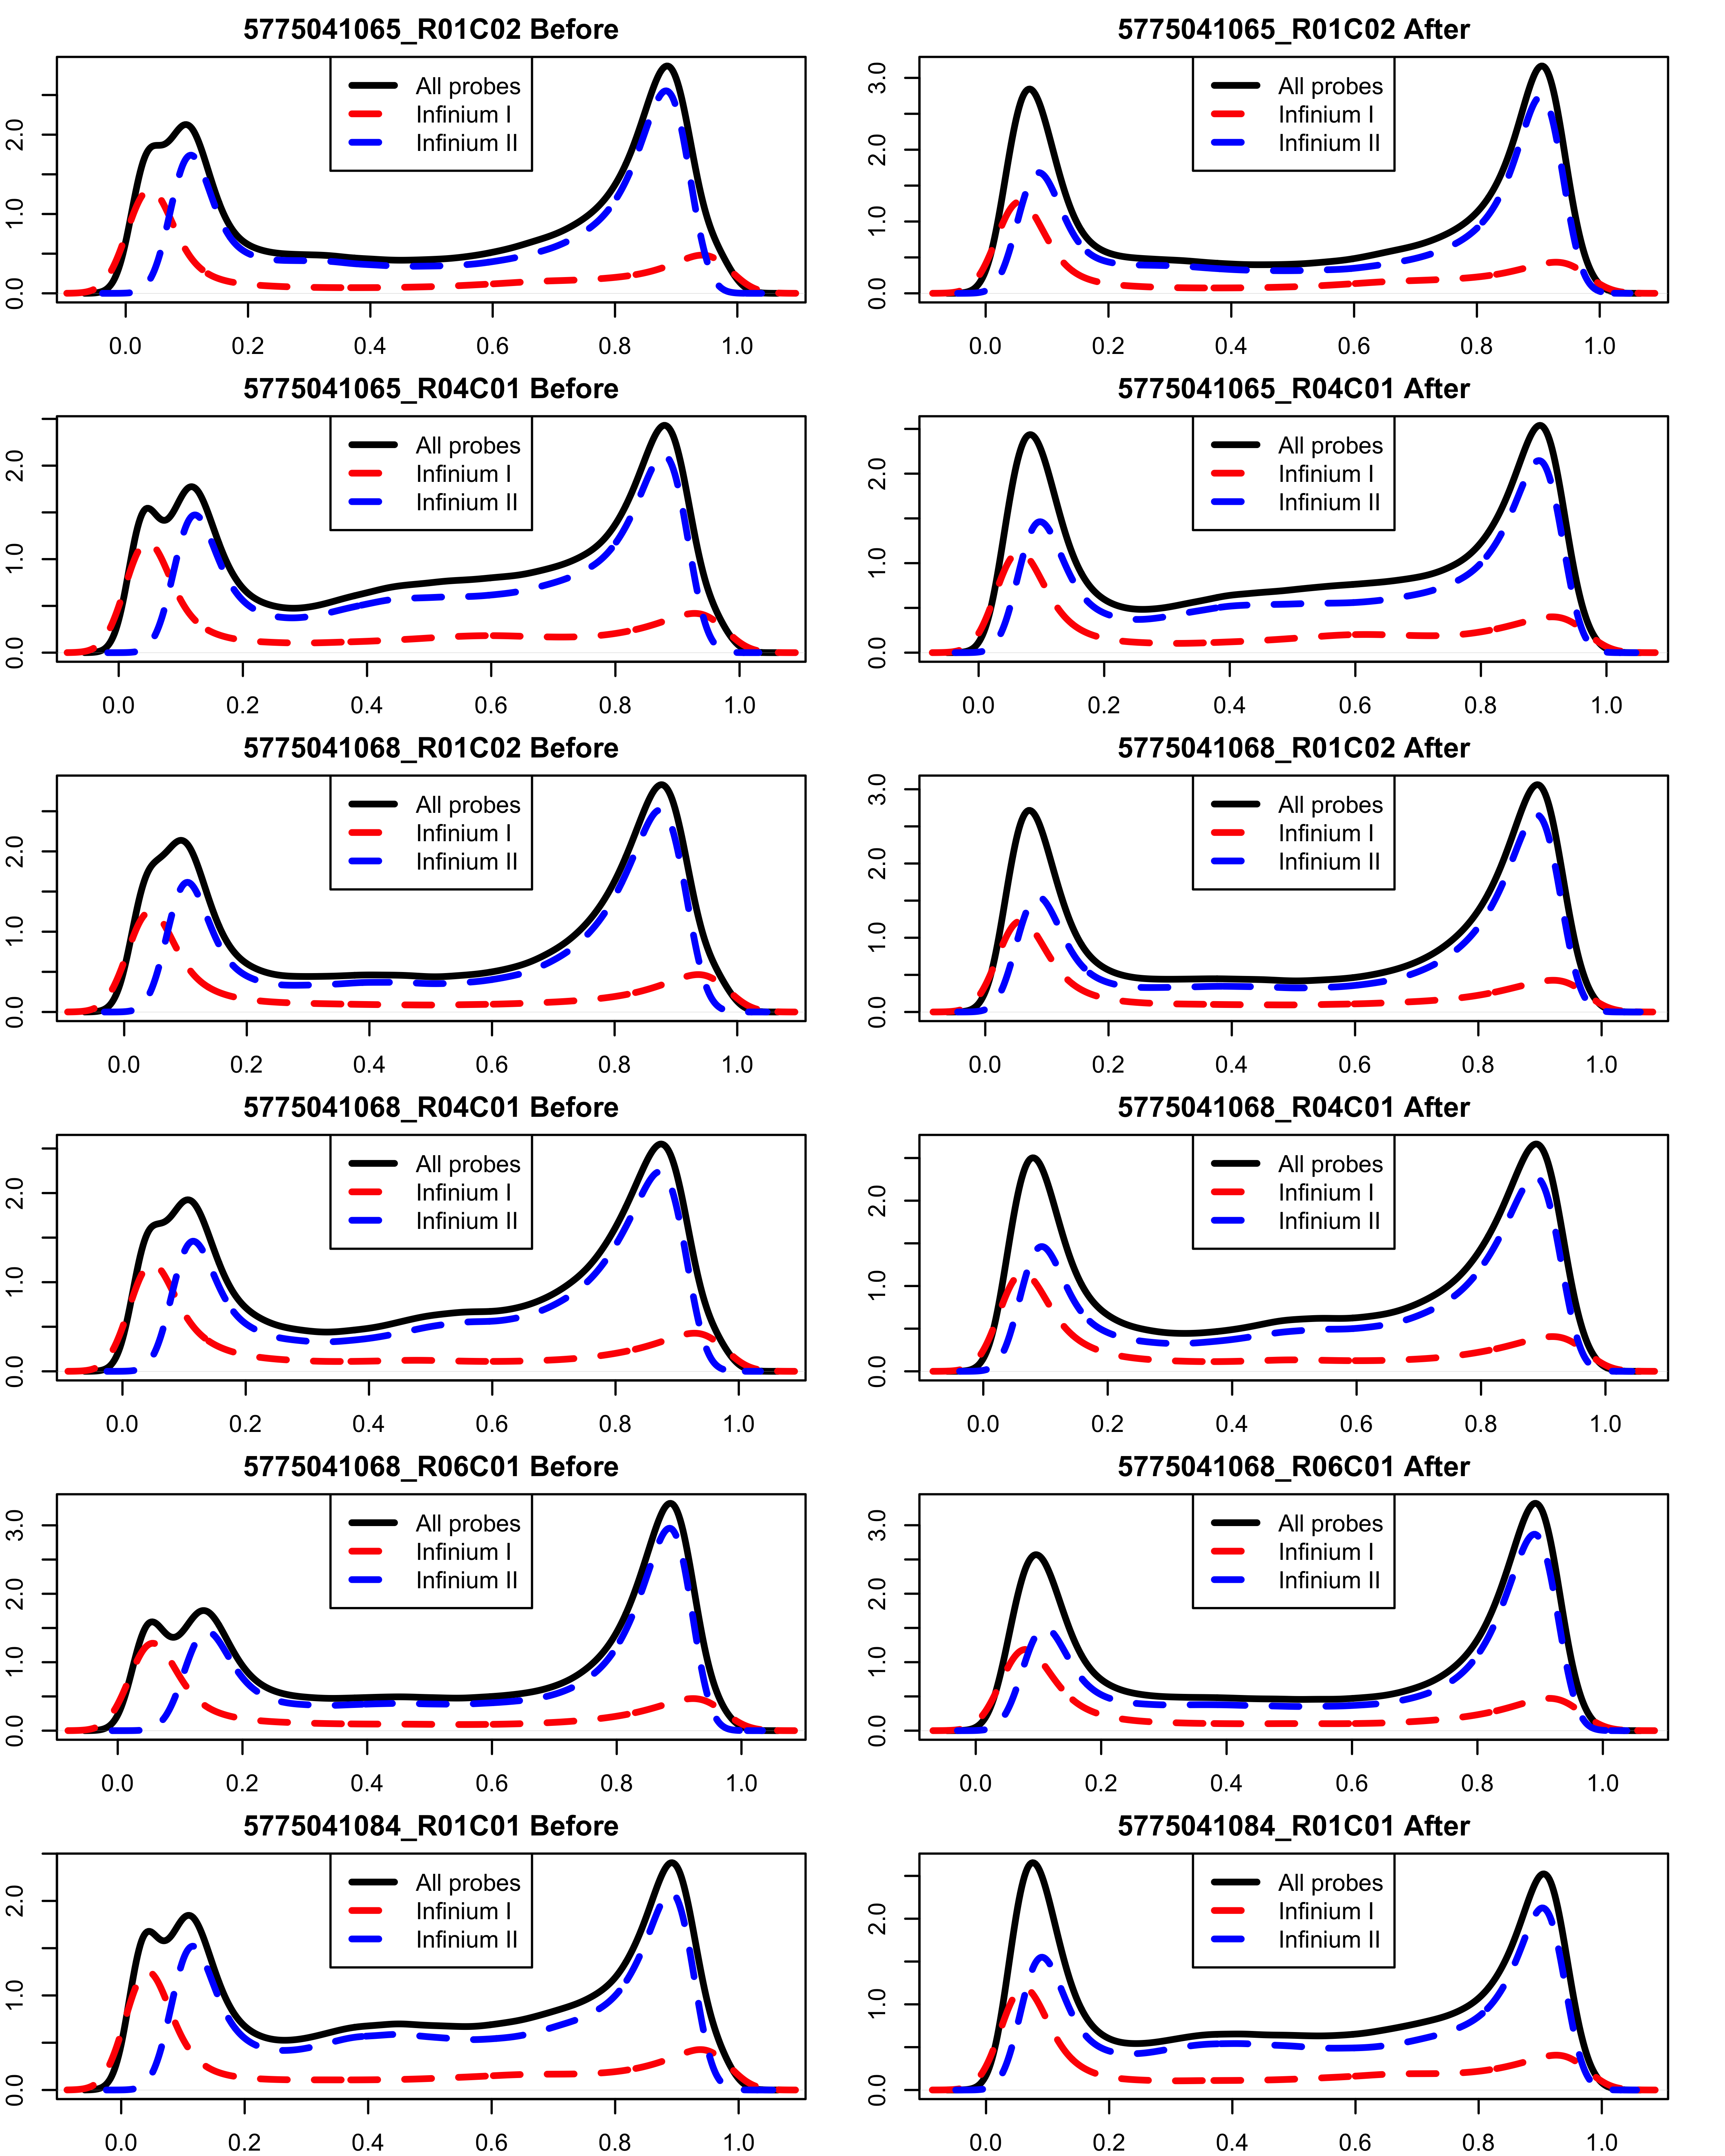 5775041065_R01C02 Before
All probes
Infinium I
Infinium II
0.0 1.0 2.0
0.0 0.2 0.4 0.6 0.8 1.0
5775041065_R01C02 After
All probes
Infinium I
Infinium II
0.0 1.0 2.0 3.0
0.0 0.2 0.4 0.6 0.8 1.0
5775041065_R04C01 Before
All probes
Infinium I
Infinium II
0.0 1.0 2.0
0.0 0.2 0.4 0.6 0.8 1.0
5775041065_R04C01 After
All probes
Infinium I
Infinium II
0.0 1.0 2.0
0.0 0.2 0.4 0.6 0.8 1.0
5775041068_R01C02 Before
All probes
Infinium I
Infinium II
0.0 1.0 2.0
0.0 0.2 0.4 0.6 0.8 1.0
5775041068_R01C02 After
All probes
Infinium I
Infinium II
0.0 1.0 2.0 3.0
0.0 0.2 0.4 0.6 0.8 1.0
5775041068_R04C01 Before
All probes
Infinium I
Infinium II
0.0 1.0 2.0
0.0 0.2 0.4 0.6 0.8 1.0
5775041068_R04C01 After
All probes
Infinium I
Infinium II
0.0 1.0 2.0
0.0 0.2 0.4 0.6 0.8 1.0
5775041068_R06C01 Before
All probes
Infinium I
Infinium II
0.0 1.0 2.0 3.0
0.0 0.2 0.4 0.6 0.8 1.0
5775041068_R06C01 After
All probes
Infinium I
Infinium II
0.0 1.0 2.0 3.0
0.0 0.2 0.4 0.6 0.8 1.0
5775041084_R01C01 Before
All probes
Infinium I
Infinium II
0.0 1.0 2.0
0.0 0.2 0.4 0.6 0.8 1.0
5775041084_R01C01 After
All probes
Infinium I
Infinium II
0.0 1.0 2.0
0.0 0.2 0.4 0.6 0.8 1.0